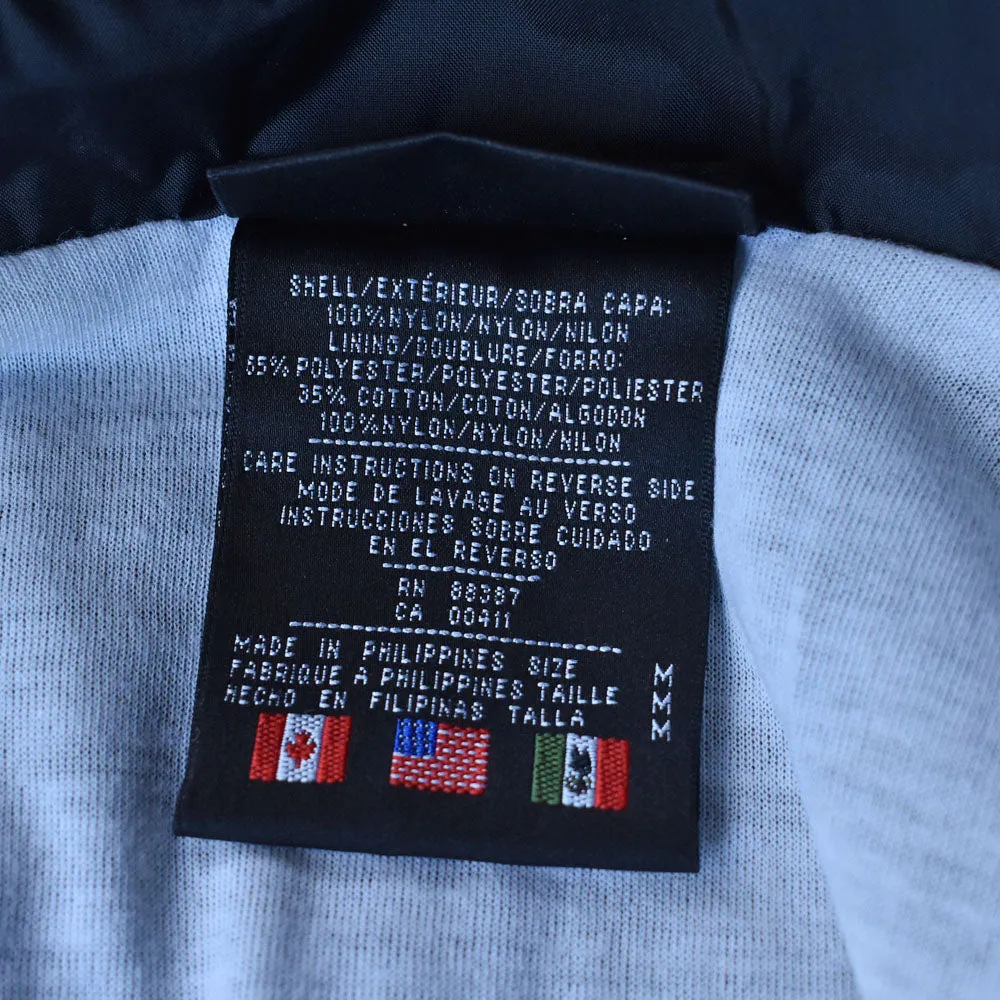 SHELL/EXTÉRIEUR/SOBRA CAPA:
100%NYLON/NYLON/NILON
LINING/DOUBLURE/FORRO:
65% POLYESTER/POLYESTER/POLIESTER
35% COTTON/COTON/ALGODON
100%NYLON/NYLON/NILON
CARE INSTRUCTIONS ON REVERSE SIDE
MODE DE LAVAGE AU VERSO
INSTRUCCIONES SOBRE CUIDADO
EN EL REVERSO
RN 88387
CA 00411
MADE IN PHILIPPINES SIZE M
FABRIQUE A PHILIPPINES TAILLE M
HECHO EN FILIPINAS TALLA M